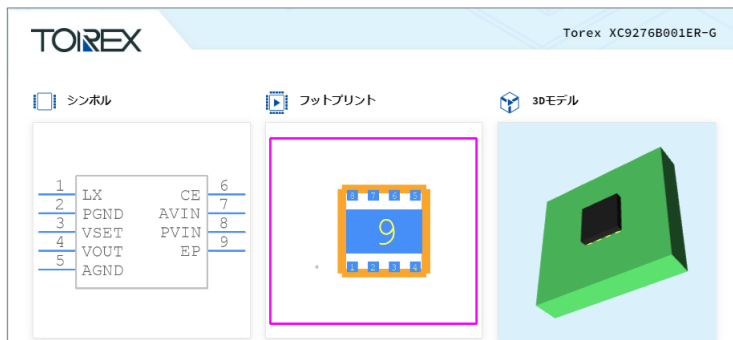 TOREX
Torex XC9276B001ER-G
シンボル
フットプリント
3Dモデル
1 LX CE 6
2 PGND AVIN 7
3 VSET PVIN 8
4 VOUT EP 9
5 AGND
8 7 6 5
9
1 2 3 4